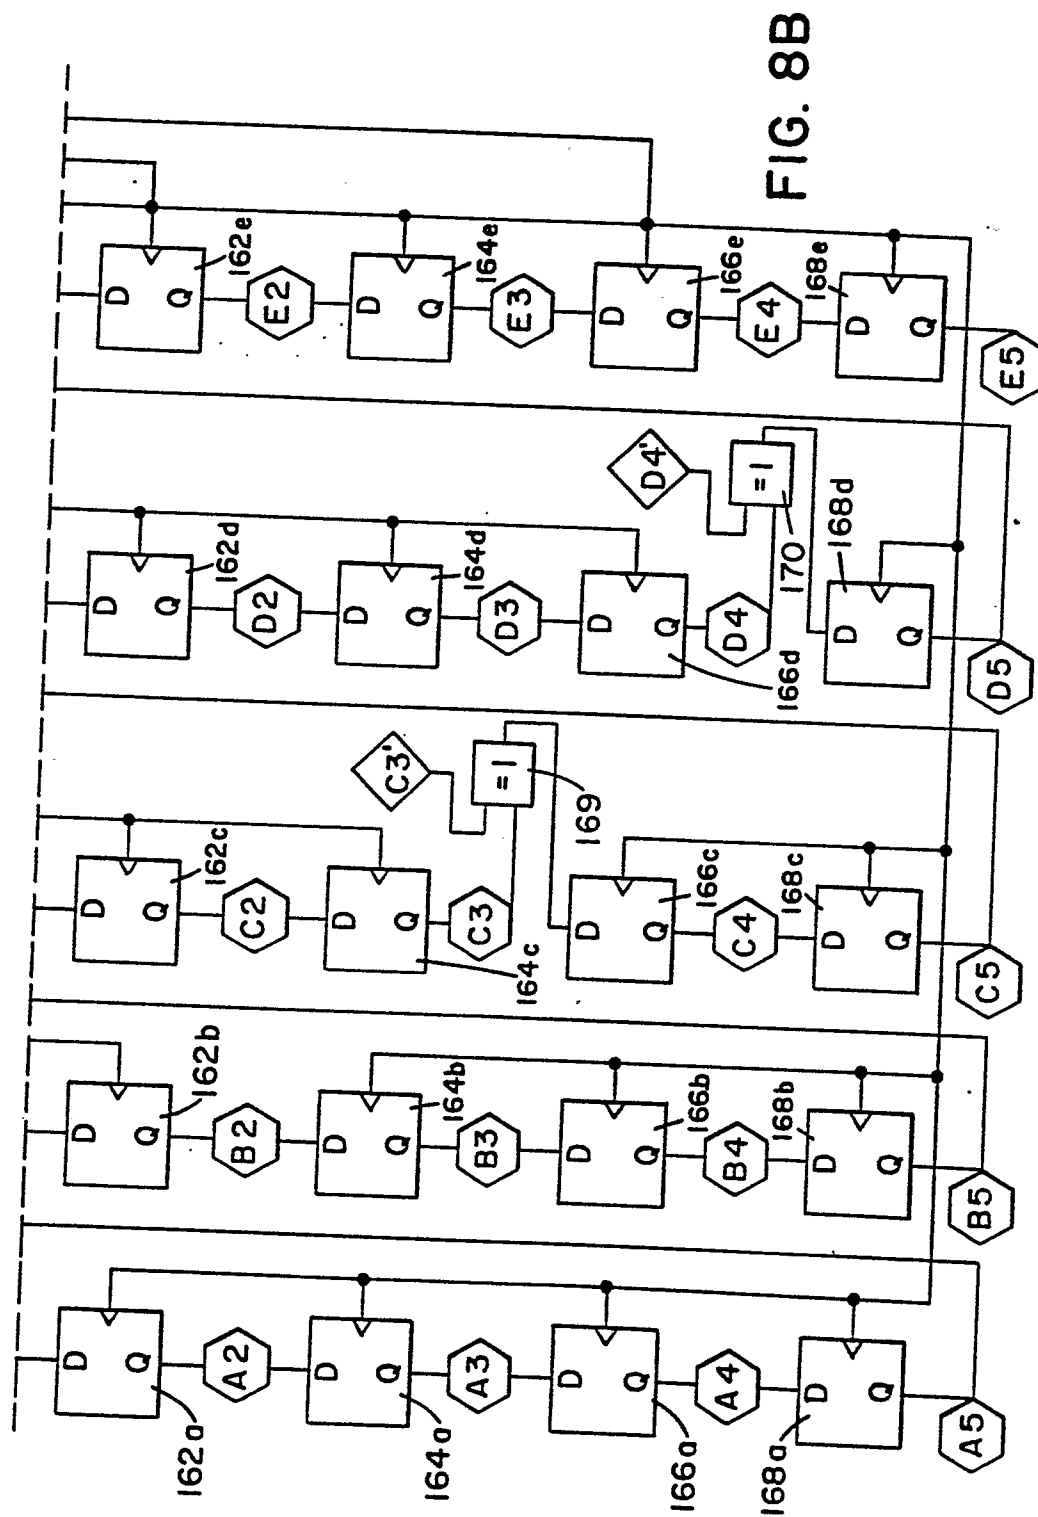 FIG. 8B
D
Q
162a
A2
D
Q
164a
A3
D
Q
166a
A4
D
Q
168a
A5
D
Q
162b
B2
D
Q
164b
B3
D
Q
166b
B4
D
Q
168b
B5
D
Q
162c
C2
D
Q
164c
C3
C3'
=1
169
D
Q
166c
C4
D
Q
168c
C5
D
Q
162d
D2
D
Q
164d
D3
D
Q
166d
D4
D4'
=1
170
D
Q
168d
D5
D
Q
162e
E2
D
Q
164e
E3
D
Q
166e
E4
D
Q
168e
E5